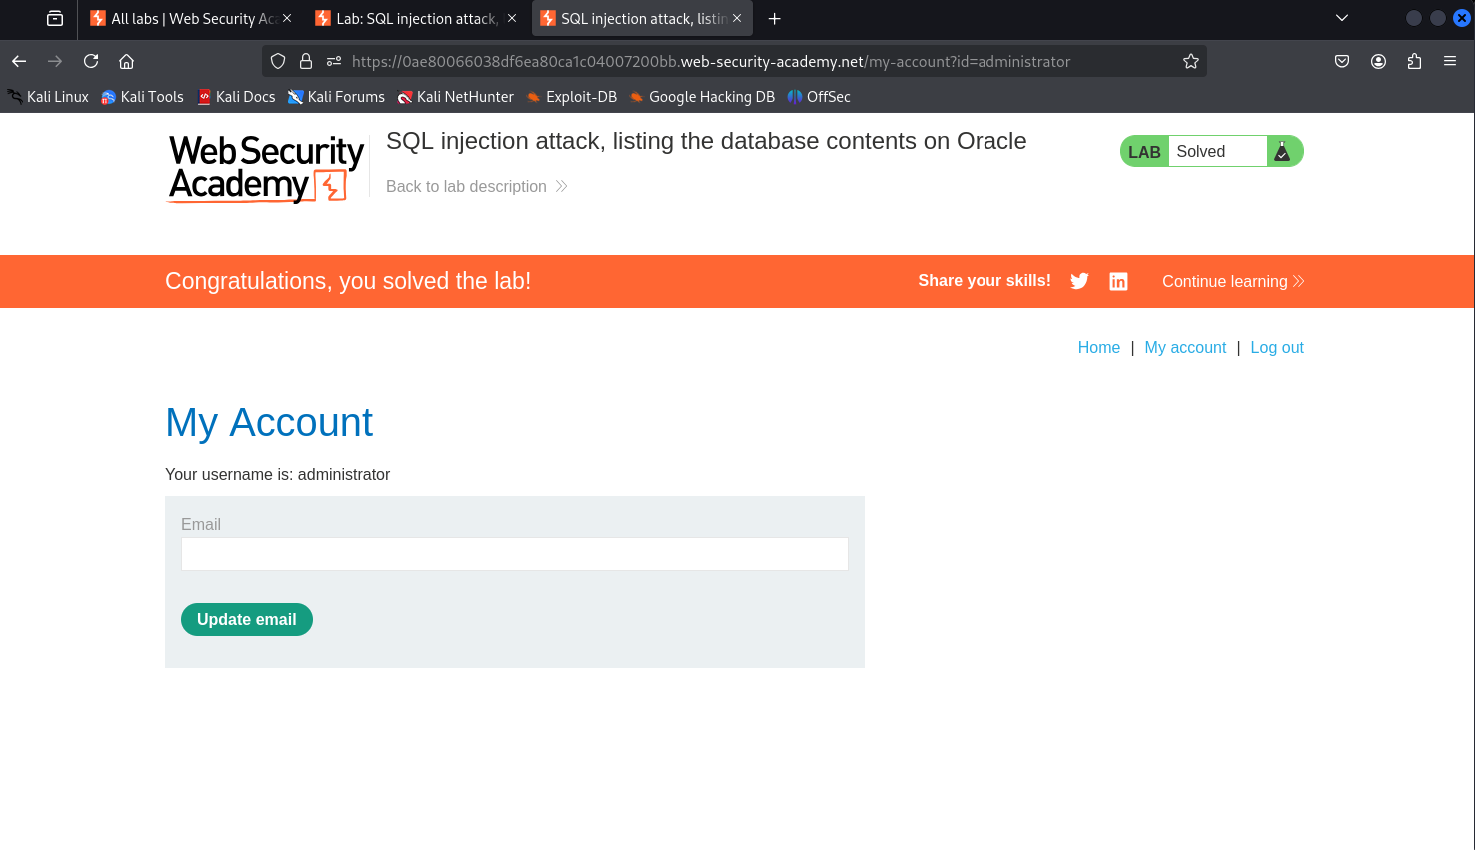 All labs | Web Security Aca
Lab: SQL injection attack,
SQL injection attack, listin
https://0ae80066038df6ea80ca1c04007200bb.web-security-academy.net/my-account?id=administrator
Kali Linux Kali Tools Kali Docs Kali Forums Kali NetHunter Exploit-DB Google Hacking DB OffSec
Web Security
Academy
SQL injection attack, listing the database contents on Oracle
Back to lab description
LAB Solved
Congratulations, you solved the lab! Share your skills! Continue learning
Home | My account | Log out
My Account
Your username is: administrator
Email
Update email